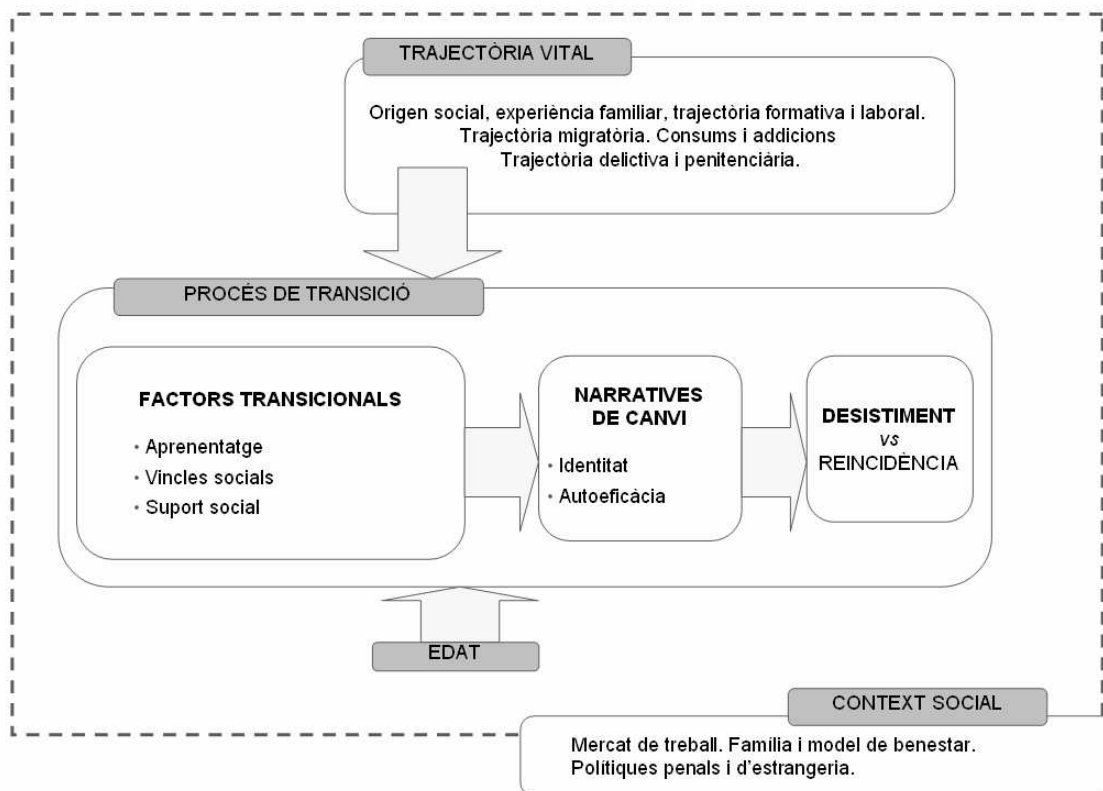 TRAJECTÒRIA VITAL
Origen social, experiència familiar, trajectòria formativa i laboral.
Trajectòria migratòria. Consums i addicions
Trajectòria delictiva i penitenciària.
PROCÉS DE TRANSICIÓ
FACTORS TRANSICIONALS
• Aprenentatge
• Vincles socials
• Suport social
NARRATIVES
DE CANVI
• Identitat
• Autoeficàcia
DESISTIMENT
vs
REINCIDÈNCIA
EDAT
CONTEXT SOCIAL
Mercat de treball. Família i model de benestar.
Polítiques penals i d'estrangeria.